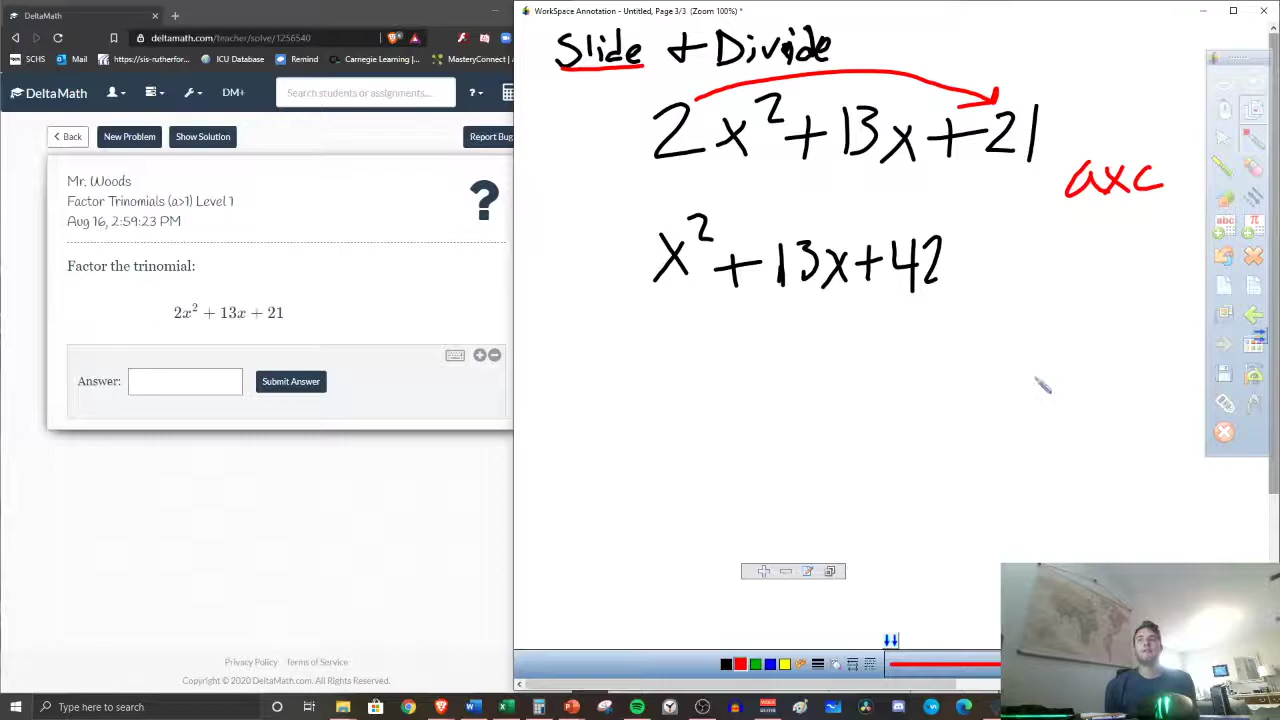 DeltaMath
WorkSpace Annotation - Untitled, Page 3/3 (Zoom 100%) *
deltamath.com/teacher/solve/1256540
SCHS
Mail
ICU Database
MasteryConnect
DeltaMath
DM+
Search students or assignments...
Back
New Problem
Show Solution
Report Bug
Mr. Woods
Factor Trinomials (a>1) Level 1
Aug 16, 2:59:23 PM
?
Factor the trinomial:
2x² + 13x + 21
Answer:
Submit Answer
Privacy Policy
Terms of Service
Copyright © 2020 DeltaMath.com. All Rights Reserved.
Slide + Divide
2x² + 13x + 21
axc
x² + 13x + 42
abc
π
Type here to search